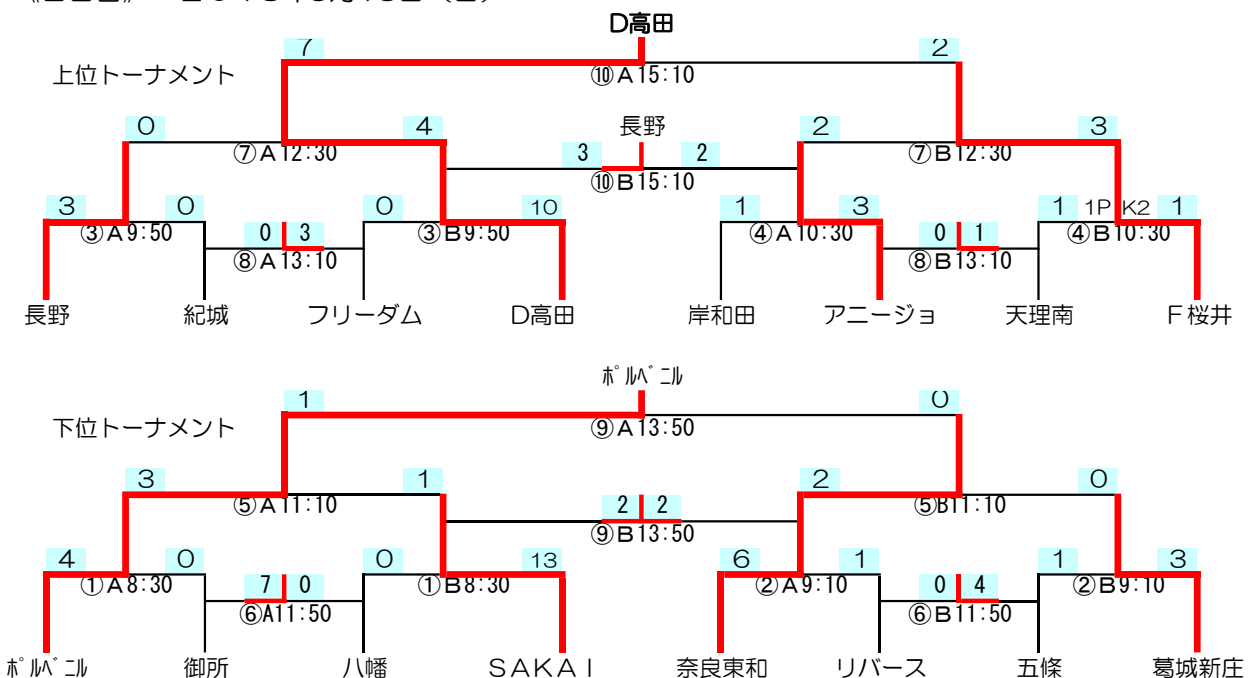 D高田
7 2
上位トーナメント ⑩A15:10
0 4 長野 2 3
⑦A12:30 3 2 ⑦B12:30
⑩B15:10
3 0 0 10 1 3 1 1P K2 1
③A9:50 0 3 ③B9:50 ④A10:30 0 1 ④B10:30
⑧A13:10 ⑧B13:10
長野 紀城 フリーダム D高田 岸和田 アニージョ 天理南 F桜井
ポルベニル
1 0
下位トーナメント ⑨A13:50
3 1 2 0
⑤A11:10 2 2 ⑤B11:10
⑨B13:50
4 0 0 13 6 1 1 3
①A8:30 7 0 ①B8:30 ②A9:10 0 4 ②B9:10
⑥A11:50 ⑥B11:50
ポルベニル 御所 八幡 SAKAI 奈良東和 リバース 五條 葛城新庄